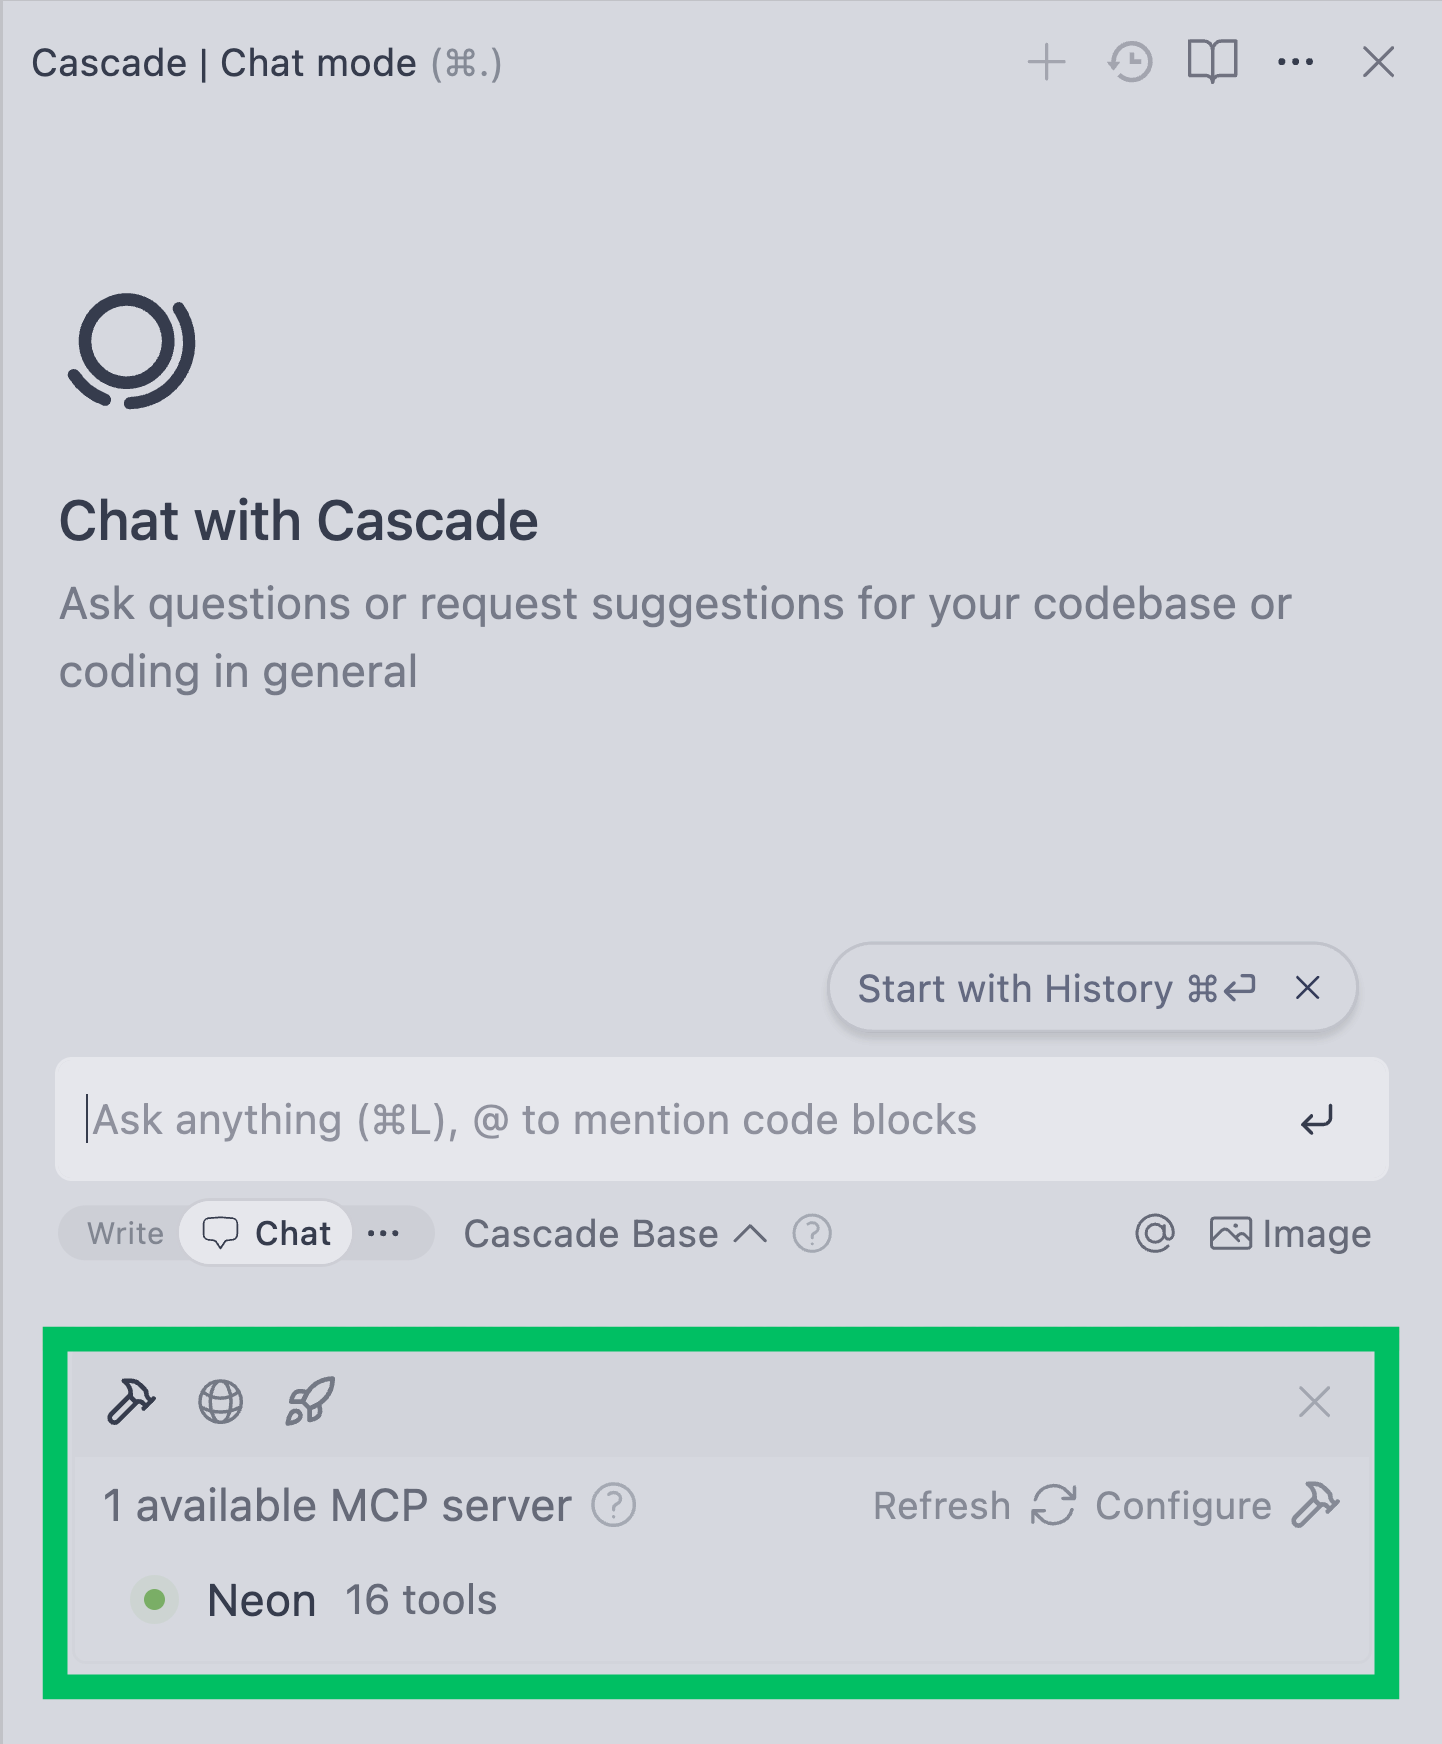 Cascade | Chat mode (⌘.)
Chat with Cascade
Ask questions or request suggestions for your codebase or
coding in general
Start with History ⌘⏎
Ask anything (⌘L), @ to mention code blocks
Write Chat ··· Cascade Base ? @ Image
1 available MCP server ? Refresh Configure
Neon 16 tools